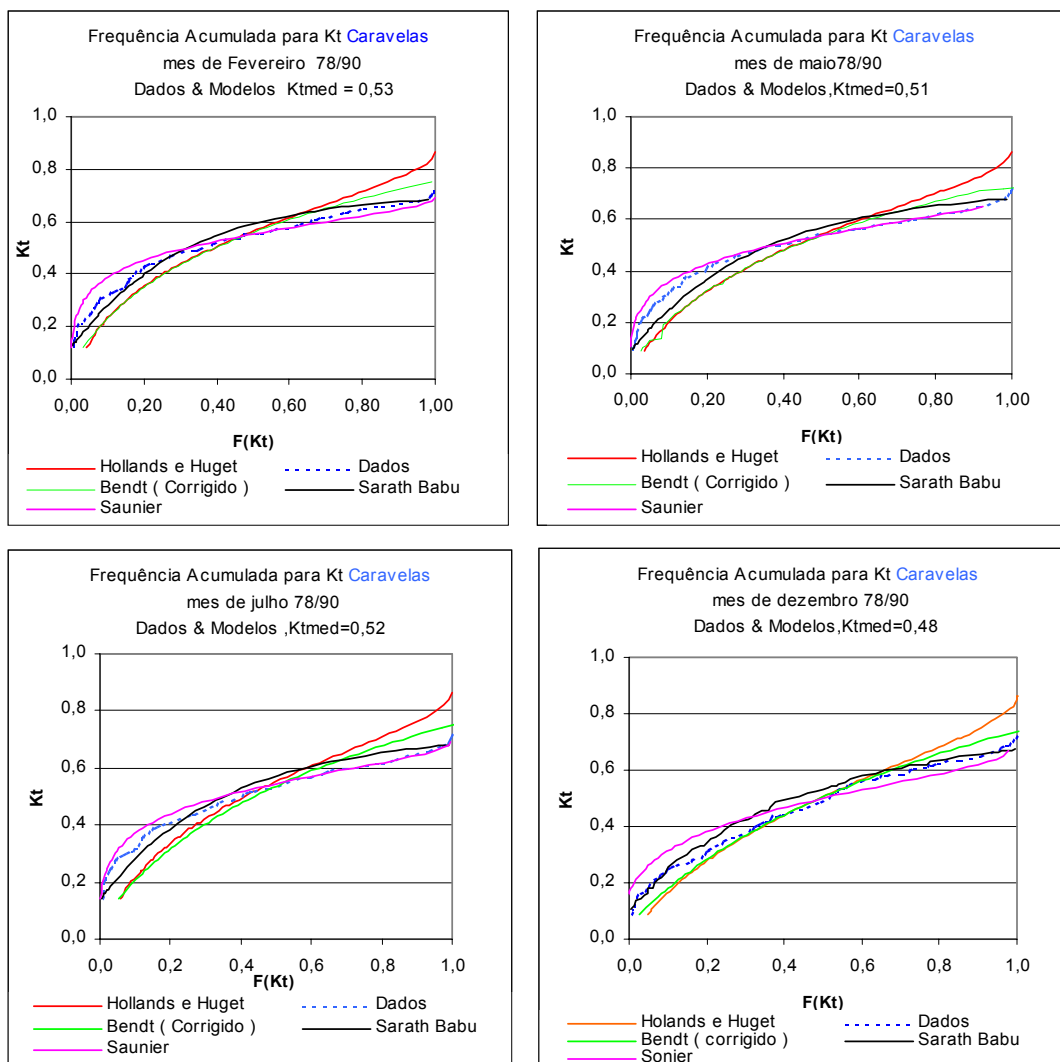 Frequência Acumulada para Kt Caravelas
mes de Fevereiro 78/90
Dados & Modelos Ktmed = 0,53
1,0
0,8
0,6
0,4
0,2
0,0
Kt
0,00 0,20 0,40 0,60 0,80 1,00
F(Kt)
Hollands e Huget Dados
Bendt ( Corrigido ) Sarath Babu
Saunier
Frequência Acumulada para Kt Caravelas
mes de maio78/90
Dados & Modelos,Ktmed=0,51
1,0
0,8
0,6
0,4
0,2
0,0
Kt
0,00 0,20 0,40 0,60 0,80 1,00
F(Kt)
Hollands e Huget Dados
Bendt ( Corrigido ) Sarath Babu
Saunier
Frequência Acumulada para Kt Caravelas
mes de julho 78/90
Dados & Modelos ,Ktmed=0,52
1,0
0,8
0,6
0,4
0,2
0,0
Kt
0,0 0,2 0,4 0,6 0,8 1,0
F(Kt)
Hollands e Huget Dados
Bendt ( Corrigido ) Sarath Babu
Saunier
Frequência Acumulada para Kt Caravelas
mes de dezembro 78/90
Dados & Modelos,Ktmed=0,48
1,0
0,8
0,6
0,4
0,2
0,0
Kt
0,0 0,2 0,4 0,6 0,8 1,0
F(Kt)
Holands e Huget Dados
Bendt ( corrigido ) Sarath Babu
Sonier